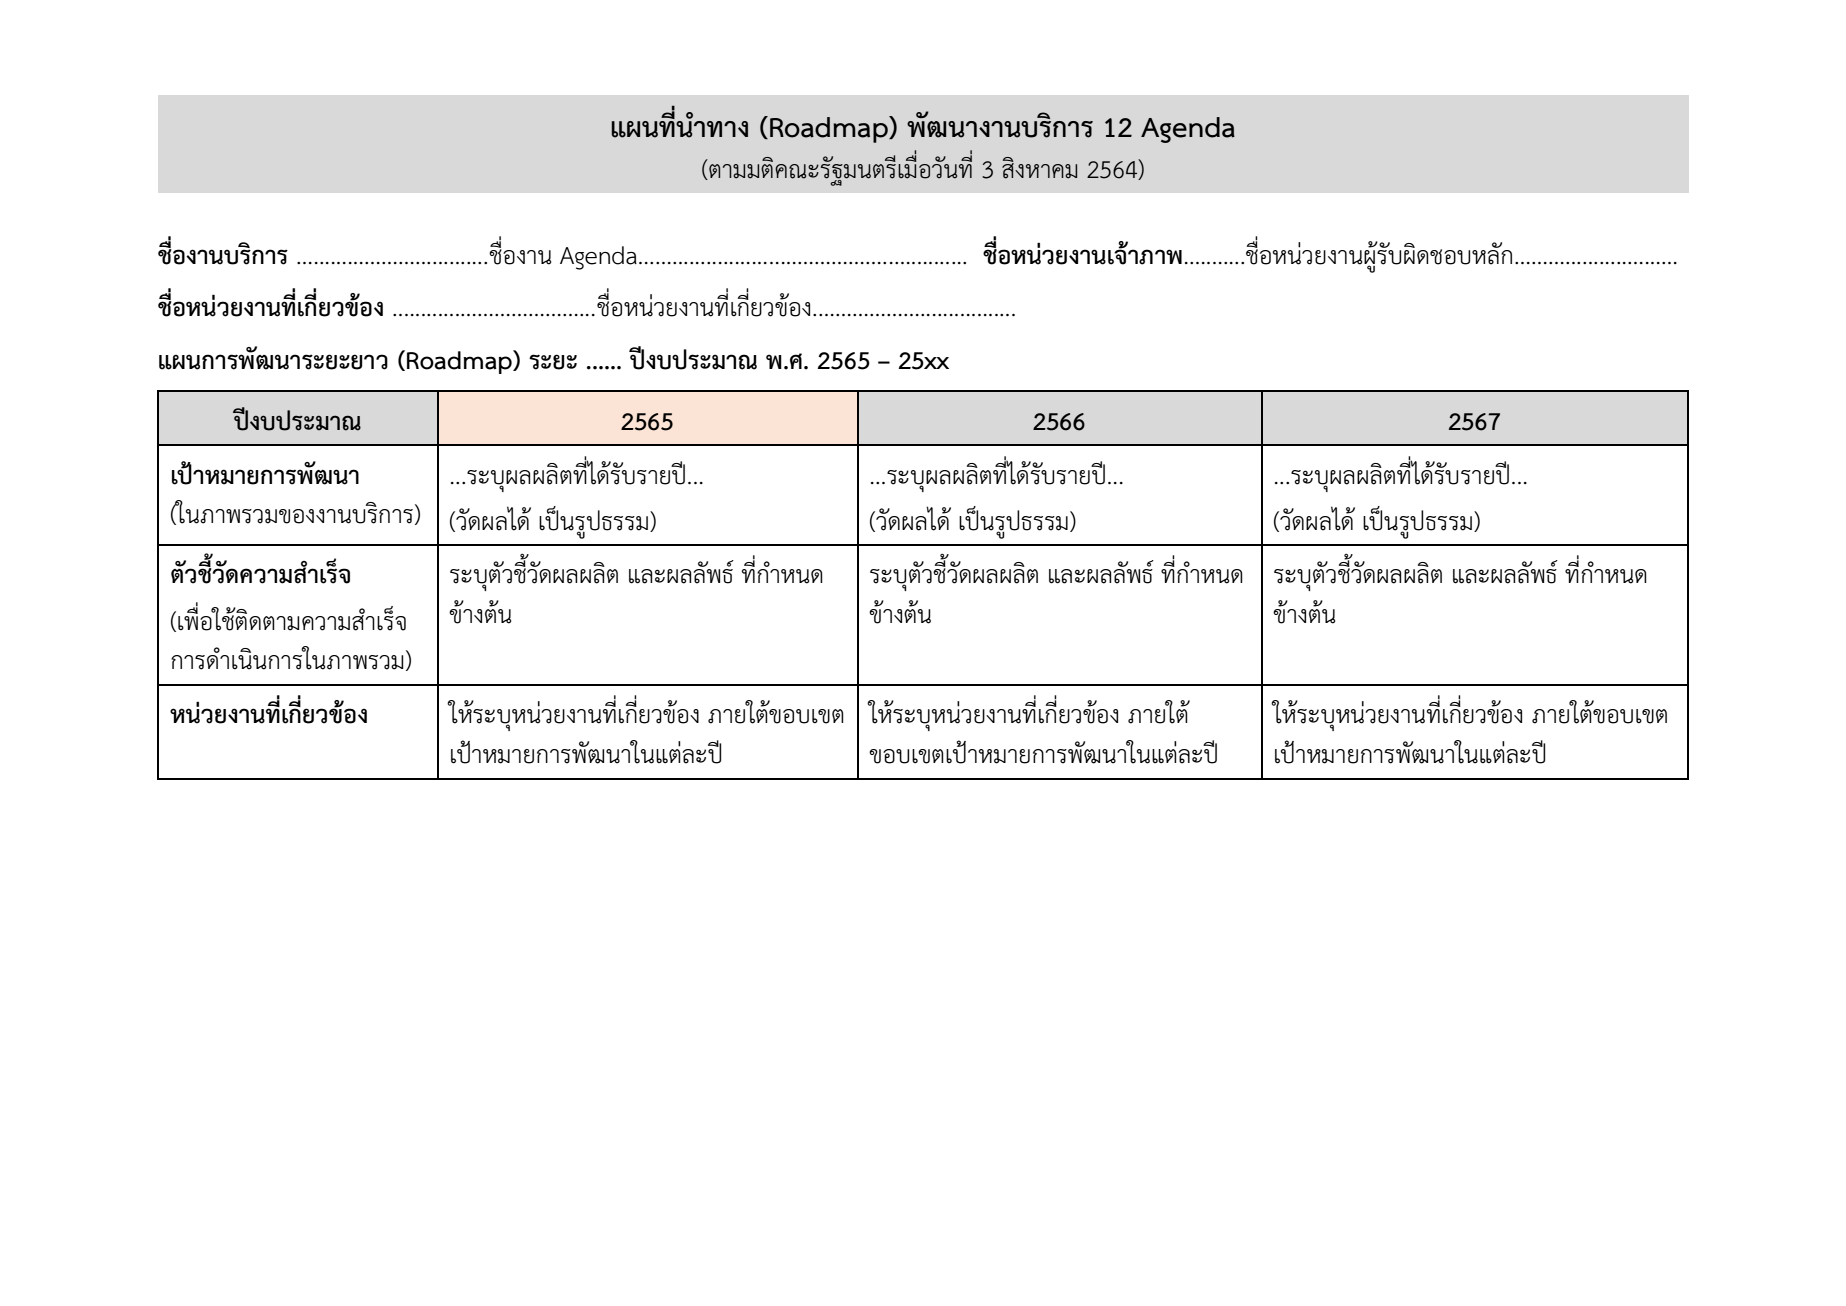 แผนที่นำทาง (Roadmap) พัฒนางานบริการ 12 Agenda
(ตามมติคณะรัฐมนตรีเมื่อวันที่ 3 สิงหาคม 2564)
ชื่องานบริการ ..................................ชื่องาน Agenda.......................................................... ชื่อหน่วยงานเจ้าภาพ...........ชื่อหน่วยงานผู้รับผิดชอบหลัก.............................
ชื่อหน่วยงานที่เกี่ยวข้อง ....................................ชื่อหน่วยงานที่เกี่ยวข้อง....................................
แผนการพัฒนาระยะยาว (Roadmap) ระยะ ...... ปีงบประมาณ พ.ศ. 2565 – 25xx
ปีงบประมาณ 2565 2566 2567
เป้าหมายการพัฒนา
(ในภาพรวมของงานบริการ)
...ระบุผลผลิตที่ได้รับรายปี...
(วัดผลได้ เป็นรูปธรรม)
...ระบุผลผลิตที่ได้รับรายปี...
(วัดผลได้ เป็นรูปธรรม)
...ระบุผลผลิตที่ได้รับรายปี...
(วัดผลได้ เป็นรูปธรรม)
ตัวชี้วัดความสำเร็จ
(เพื่อใช้ติดตามความสำเร็จ
การดำเนินการในภาพรวม)
ระบุตัวชี้วัดผลผลิต และผลลัพธ์ ที่กำหนด
ข้างต้น
ระบุตัวชี้วัดผลผลิต และผลลัพธ์ ที่กำหนด
ข้างต้น
ระบุตัวชี้วัดผลผลิต และผลลัพธ์ ที่กำหนด
ข้างต้น
หน่วยงานที่เกี่ยวข้อง
ให้ระบุหน่วยงานที่เกี่ยวข้อง ภายใต้ขอบเขต
เป้าหมายการพัฒนาในแต่ละปี
ให้ระบุหน่วยงานที่เกี่ยวข้อง ภายใต้
ขอบเขตเป้าหมายการพัฒนาในแต่ละปี
ให้ระบุหน่วยงานที่เกี่ยวข้อง ภายใต้ขอบเขต
เป้าหมายการพัฒนาในแต่ละปี